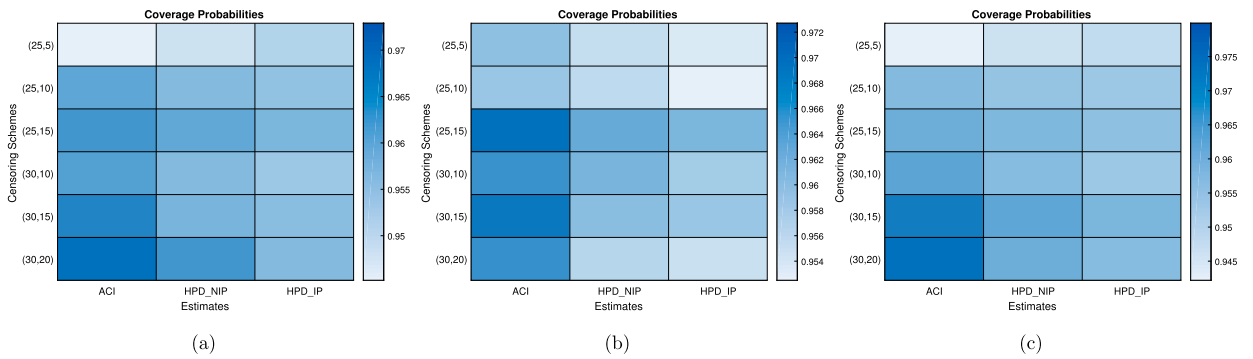 Coverage Probabilities
Censoring Schemes
(25,5)
(25,10)
(25,15)
(30,10)
(30,15)
(30,20)
ACI HPD_NIP HPD_IP
Estimates
0.97
0.965
0.96
0.955
0.95
(a)
Coverage Probabilities
Censoring Schemes
(25,5)
(25,10)
(25,15)
(30,10)
(30,15)
(30,20)
ACI HPD_NIP HPD_IP
Estimates
0.972
0.97
0.968
0.966
0.964
0.962
0.96
0.958
0.956
0.954
(b)
Coverage Probabilities
Censoring Schemes
(25,5)
(25,10)
(25,15)
(30,10)
(30,15)
(30,20)
ACI HPD_NIP HPD_IP
Estimates
0.975
0.97
0.965
0.96
0.955
0.95
0.945
(c)